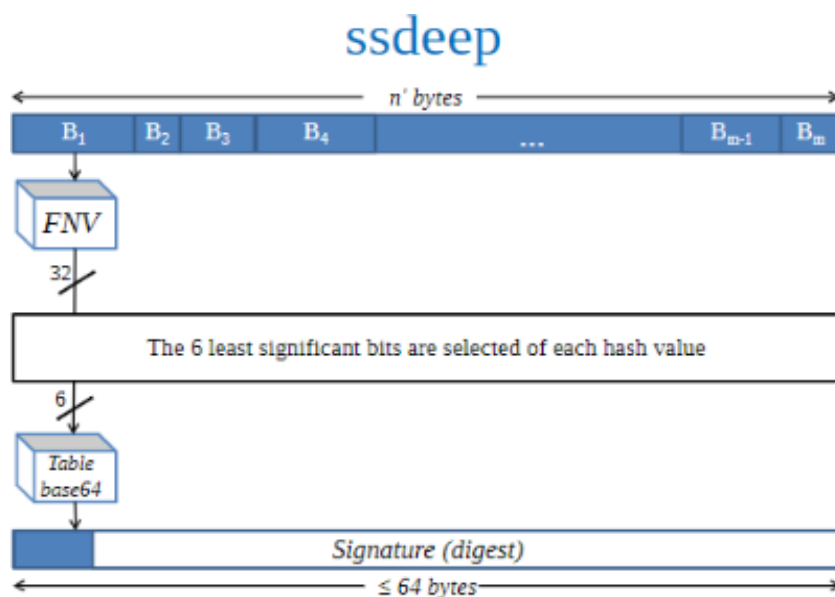 ssdeep
n' bytes
B1 B2 B3 B4 ... Bm-1 Bm
FNV
32
The 6 least significant bits are selected of each hash value
6
Table
base64
Signature (digest)
≤ 64 bytes